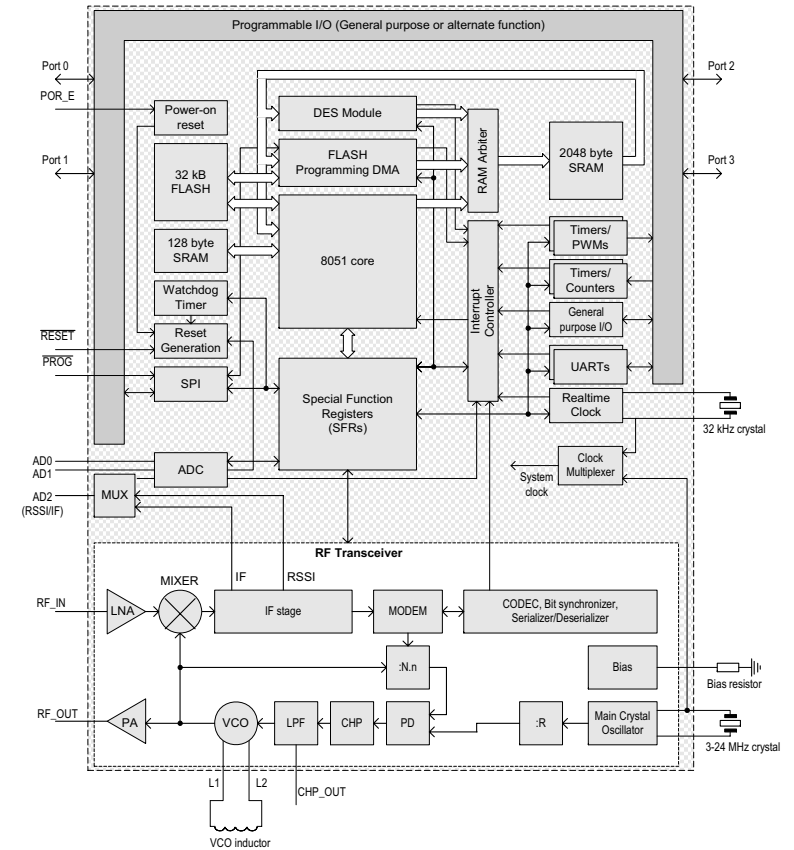 Programmable I/O (General purpose or alternate function)
Port 0
Port 2
POR_E
Power-on
reset
DES Module
Port 1
32 kB
FLASH
FLASH
Programming DMA
RAM Arbiter
2048 byte
SRAM
Port 3
128 byte
SRAM
8051 core
Interrupt
Controller
Timers/
PWMs
Timers/
Counters
Watchdog
Timer
General
purpose I/O
RESET
Reset
Generation
PROG
SPI
Special Function
Registers
(SFRs)
UARTs
Realtime
Clock
32 kHz crystal
AD0
AD1
ADC
Clock
Multiplexer
System
clock
AD2
(RSSI/IF)
MUX
RF Transceiver
MIXER
IF
RSSI
RF_IN
LNA
IF stage
MODEM
CODEC, Bit synchronizer,
Serializer/Deserializer
:N.n
Bias
Bias resistor
RF_OUT
PA
VCO
LPF
CHP
PD
:R
Main Crystal
Oscillator
3-24 MHz crystal
L1
L2
CHP_OUT
VCO inductor